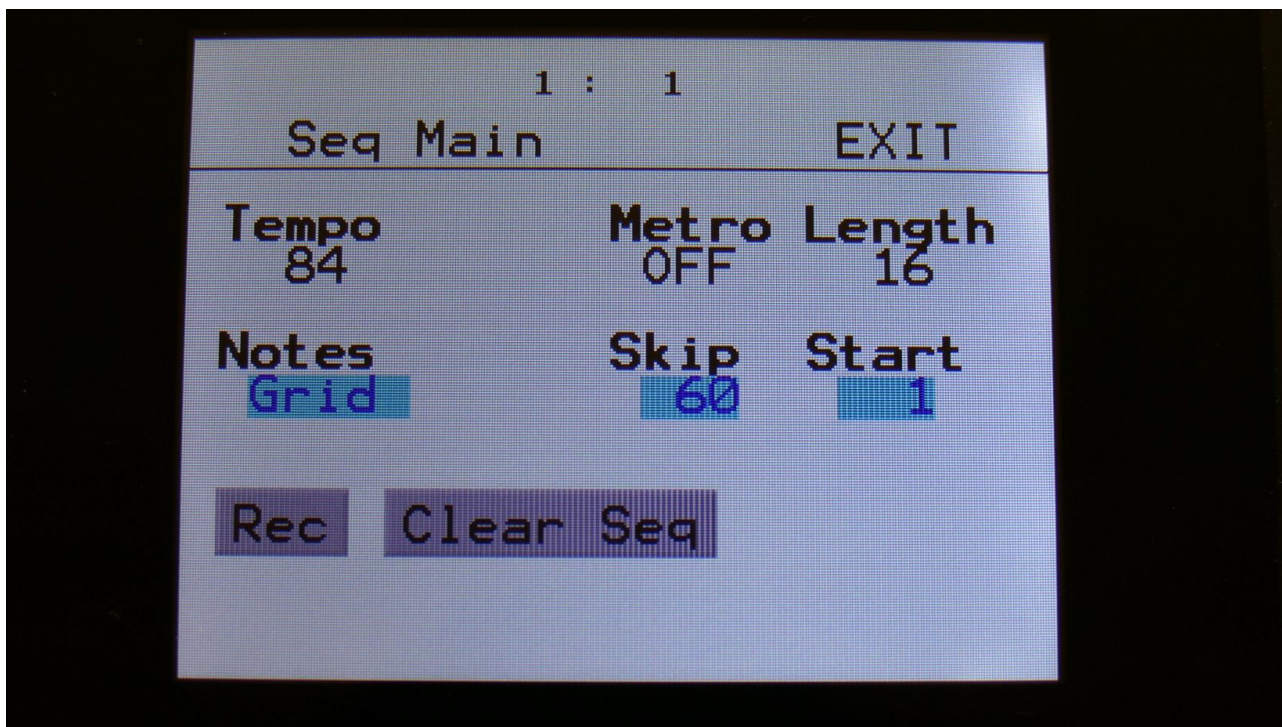 1 : 1
Seq Main EXIT
Tempo Metro Length
84 OFF 16
Notes Skip Start
Grid 60 1
Rec Clear Seq